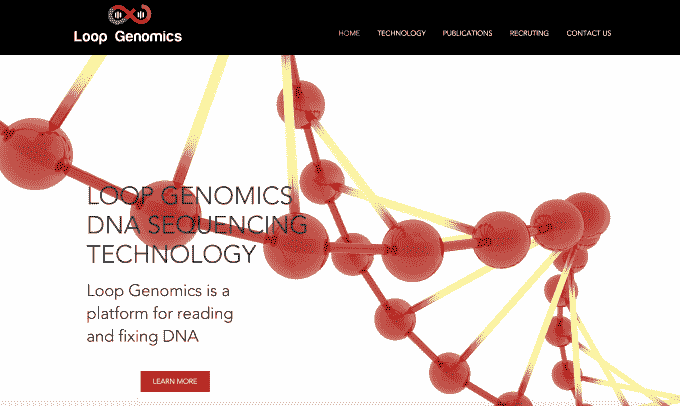 Loop Genomics
HOME TECHNOLOGY PUBLICATIONS RECRUTING CONTACT US
LOOP GENOMICS
DNA SEQUENCING
TECHNOLOGY
Loop Genomics is a
platform for reading
and fixing DNA
LEARN MORE